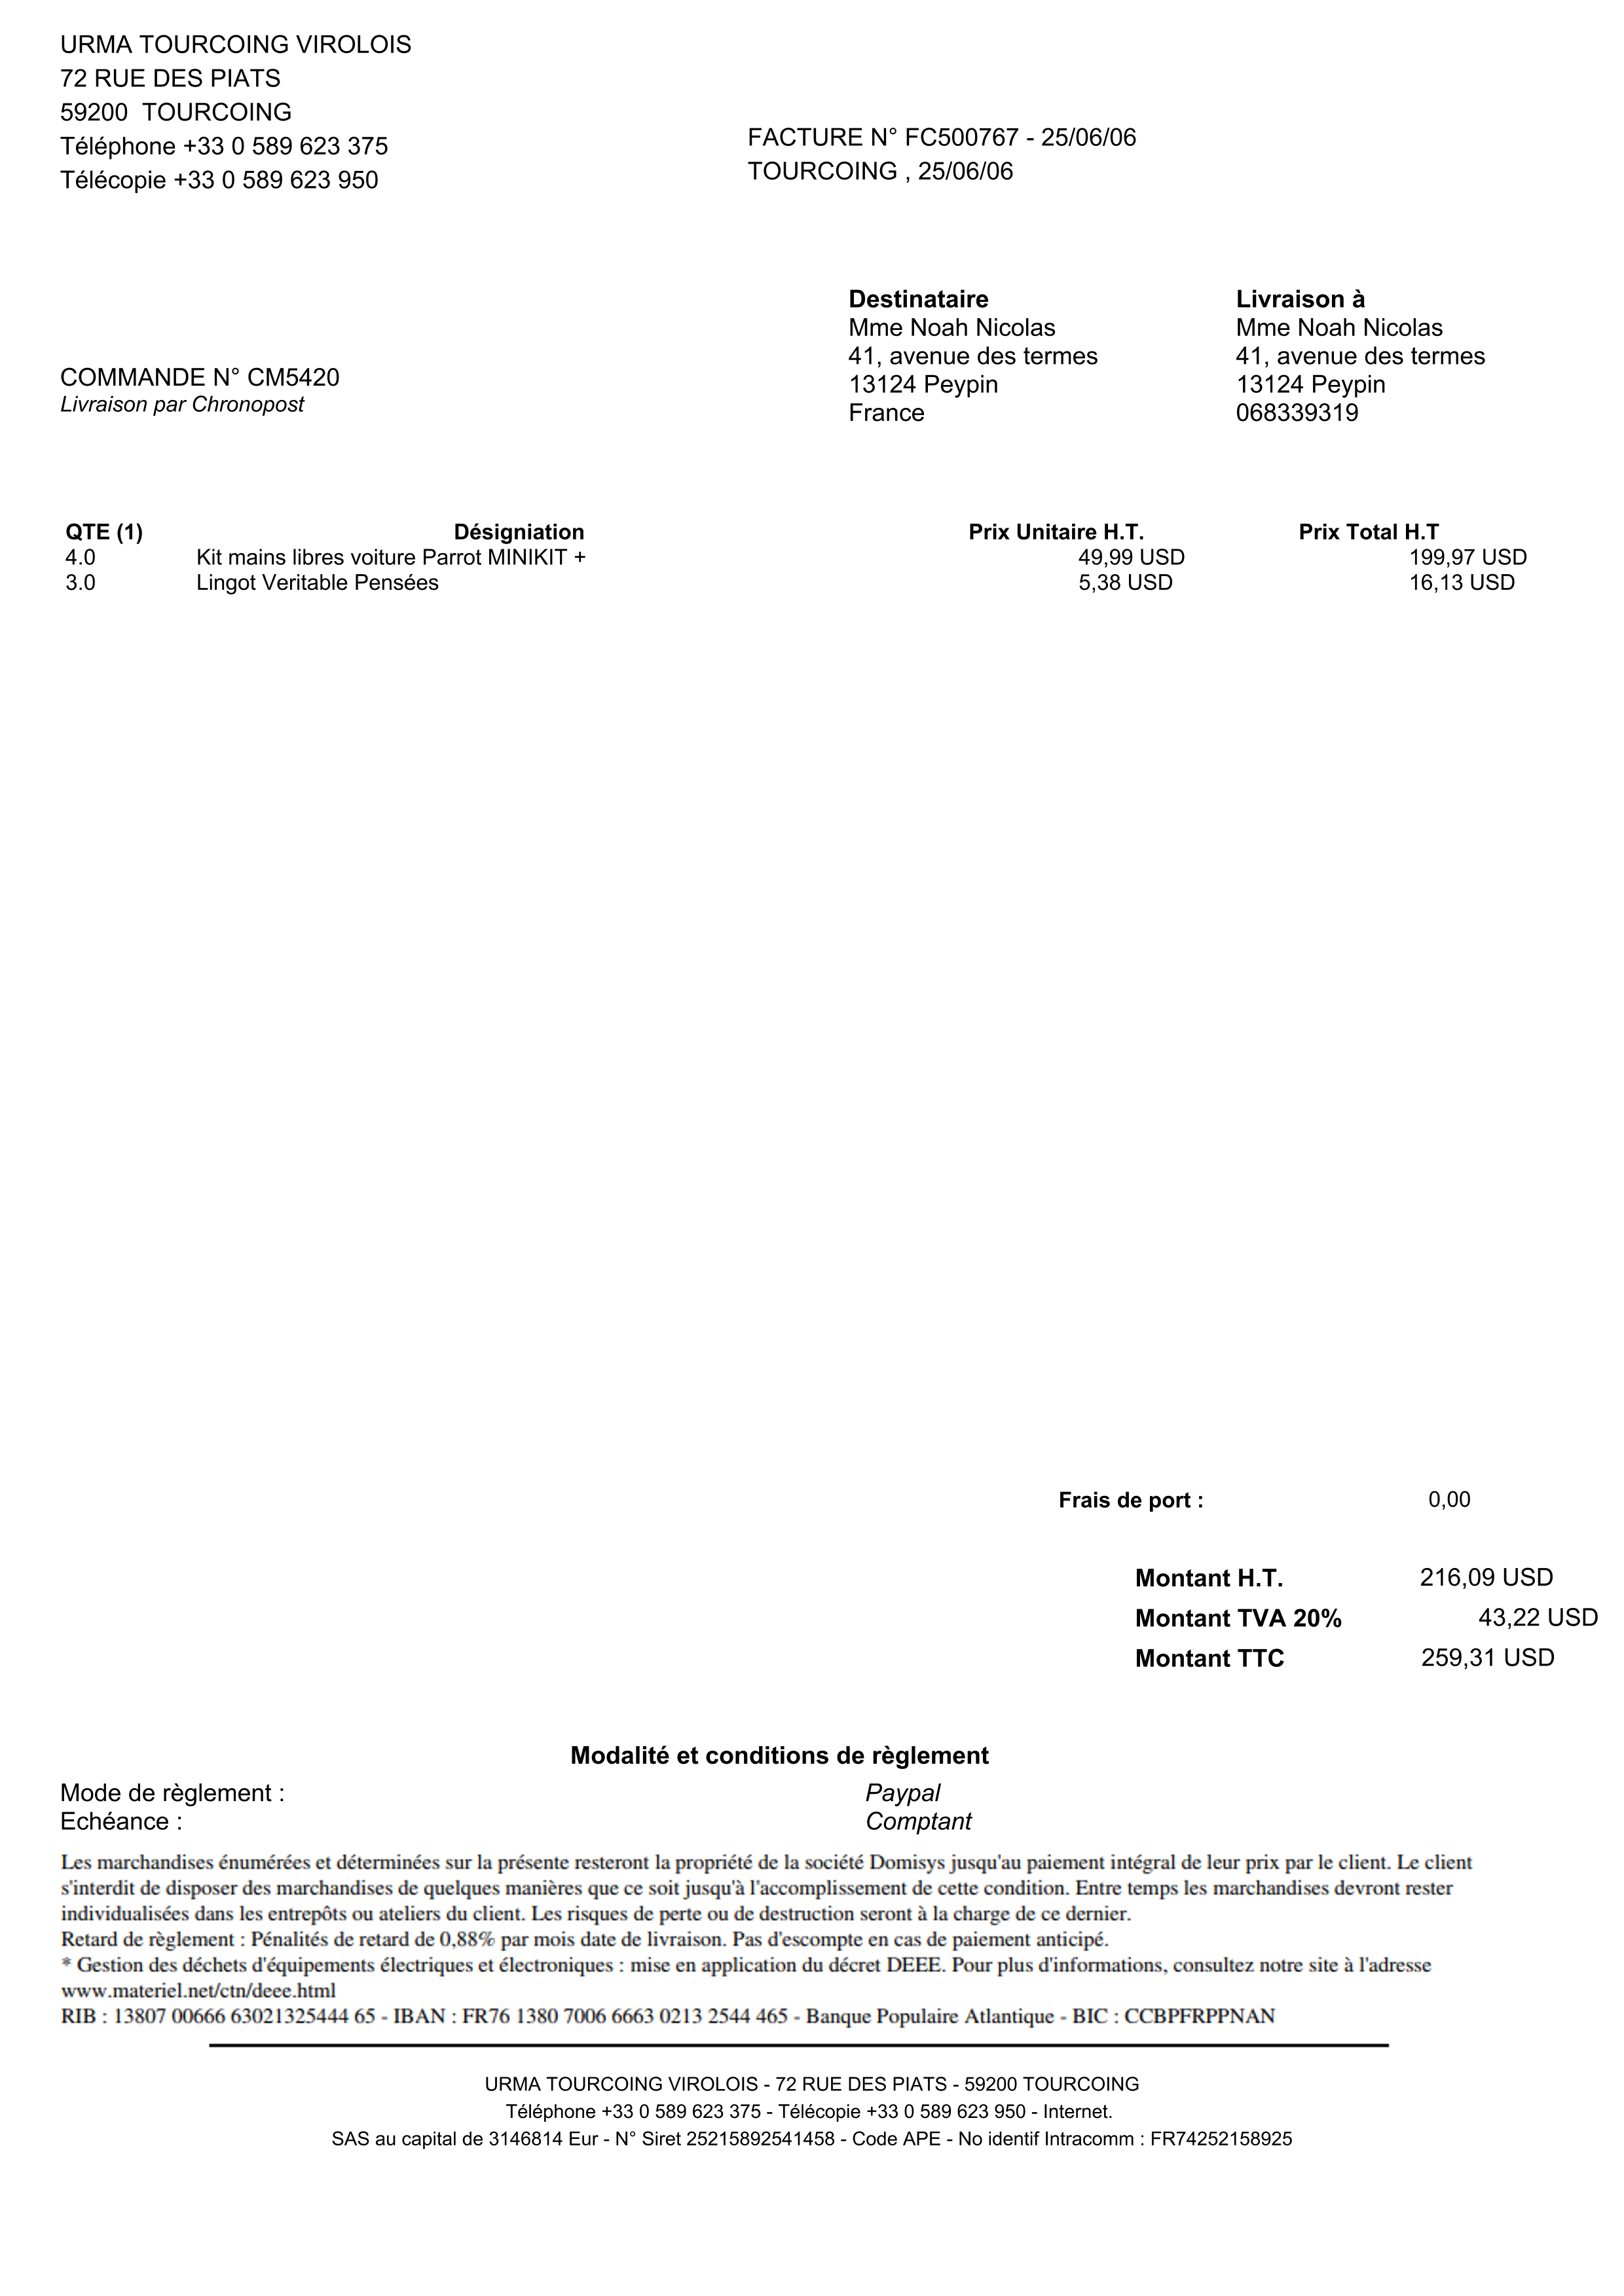 URMA TOURCOING VIROLOIS
72 RUE DES PIATS
59200  TOURCOING
Téléphone +33 0 589 623 375
Télécopie +33 0 589 623 950
FACTURE N° FC500767 - 25/06/06
TOURCOING , 25/06/06
COMMANDE N° CM5420
Livraison par Chronopost
Destinataire
Mme Noah Nicolas
41, avenue des termes
13124 Peypin
France
Livraison à
Mme Noah Nicolas
41, avenue des termes
13124 Peypin
068339319
QTE (1) Désigniation Prix Unitaire H.T. Prix Total H.T
4.0 Kit mains libres voiture Parrot MINIKIT + 49,99 USD 199,97 USD
3.0 Lingot Veritable Pensées 5,38 USD 16,13 USD
Frais de port : 0,00
Montant H.T. 216,09 USD
Montant TVA 20% 43,22 USD
Montant TTC 259,31 USD
Modalité et conditions de règlement
Mode de règlement : Paypal
Echéance : Comptant
Les marchandises énumérées et déterminées sur la présente resteront la propriété de la société Domisys jusqu'au paiement intégral de leur prix par le client. Le client
s'interdit de disposer des marchandises de quelques manières que ce soit jusqu'à l'accomplissement de cette condition. Entre temps les marchandises devront rester
individualisées dans les entrepôts ou ateliers du client. Les risques de perte ou de destruction seront à la charge de ce dernier.
Retard de règlement : Pénalités de retard de 0,88% par mois date de livraison. Pas d'escompte en cas de paiement anticipé.
* Gestion des déchets d'équipements électriques et électroniques : mise en application du décret DEEE. Pour plus d'informations, consultez notre site à l'adresse
www.materiel.net/ctn/deee.html
RIB : 13807 00666 63021325444 65 - IBAN : FR76 1380 7006 6663 0213 2544 465 - Banque Populaire Atlantique - BIC : CCBPFRPPNAN
URMA TOURCOING VIROLOIS - 72 RUE DES PIATS - 59200 TOURCOING
Téléphone +33 0 589 623 375 - Télécopie +33 0 589 623 950 - Internet.
SAS au capital de 3146814 Eur - N° Siret 25215892541458 - Code APE - No identif Intracomm : FR74252158925